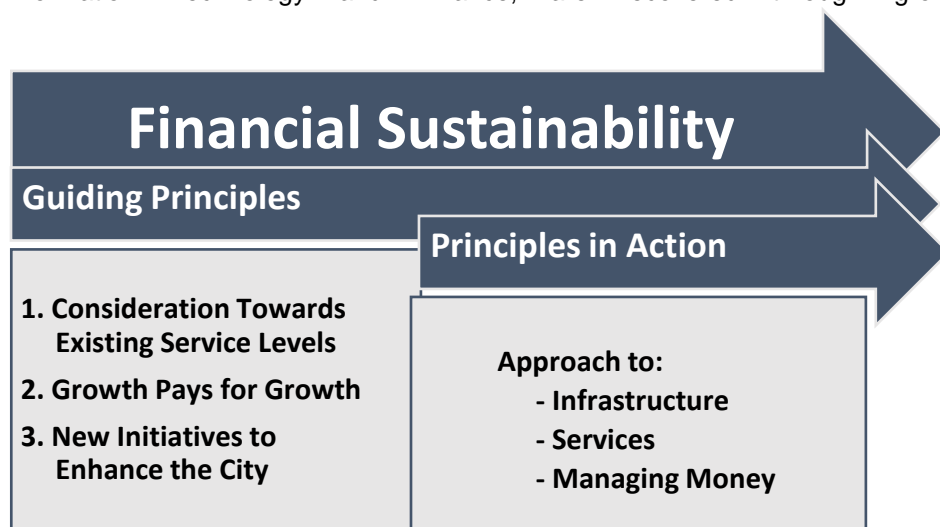 Financial Sustainability
Guiding Principles
Principles in Action
1. Consideration Towards
Existing Service Levels
2. Growth Pays for Growth
3. New Initiatives to
Enhance the City
Approach to:
- Infrastructure
- Services
- Managing Money